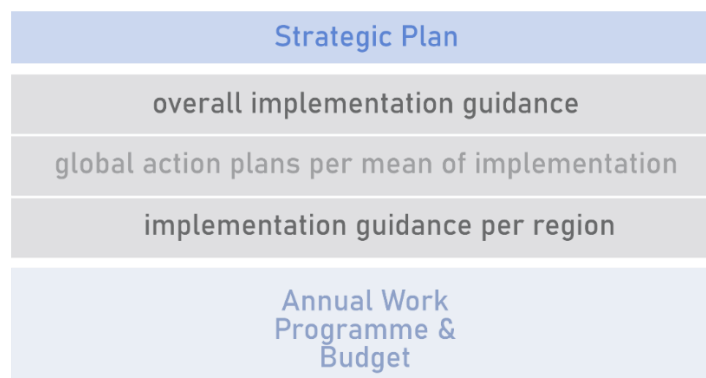 Strategic Plan
overall implementation guidance
global action plans per mean of implementation
implementation guidance per region
Annual Work
Programme &
Budget